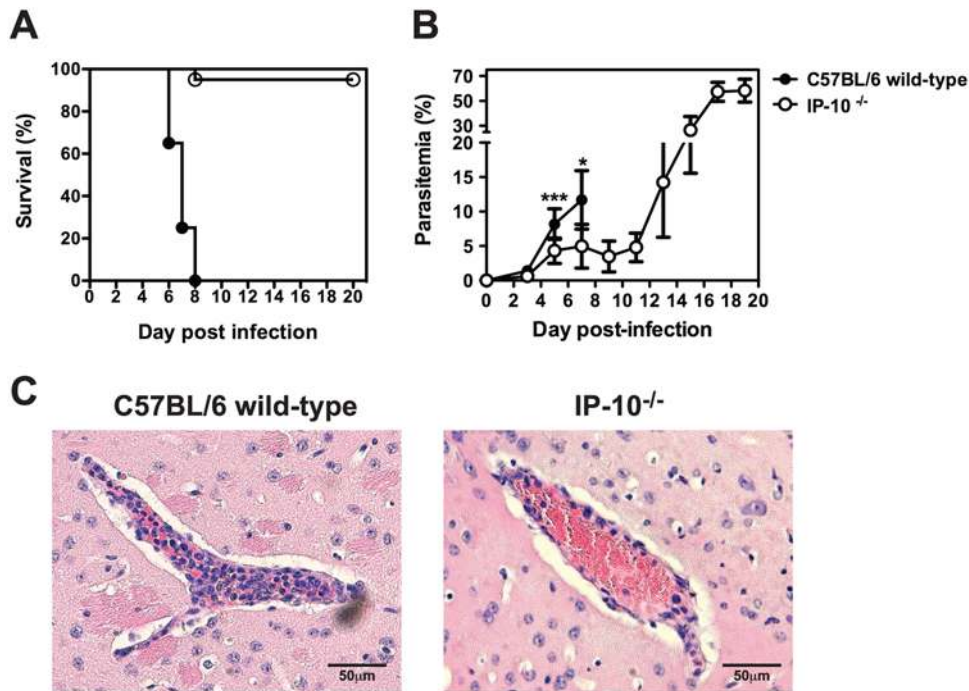 A
Survival (%)
100
80
60
40
20
0
0 2 4 6 8 10 12 14 16 18 20
Day post infection
B
Parasitemia (%)
70
50
30
20
15
10
5
0
***
*
0 2 4 6 8 10 12 14 16 18 20
Day post-infection
C57BL/6 wild-type
IP-10 -/-
C
C57BL/6 wild-type
IP-10-/-
50μm
50μm